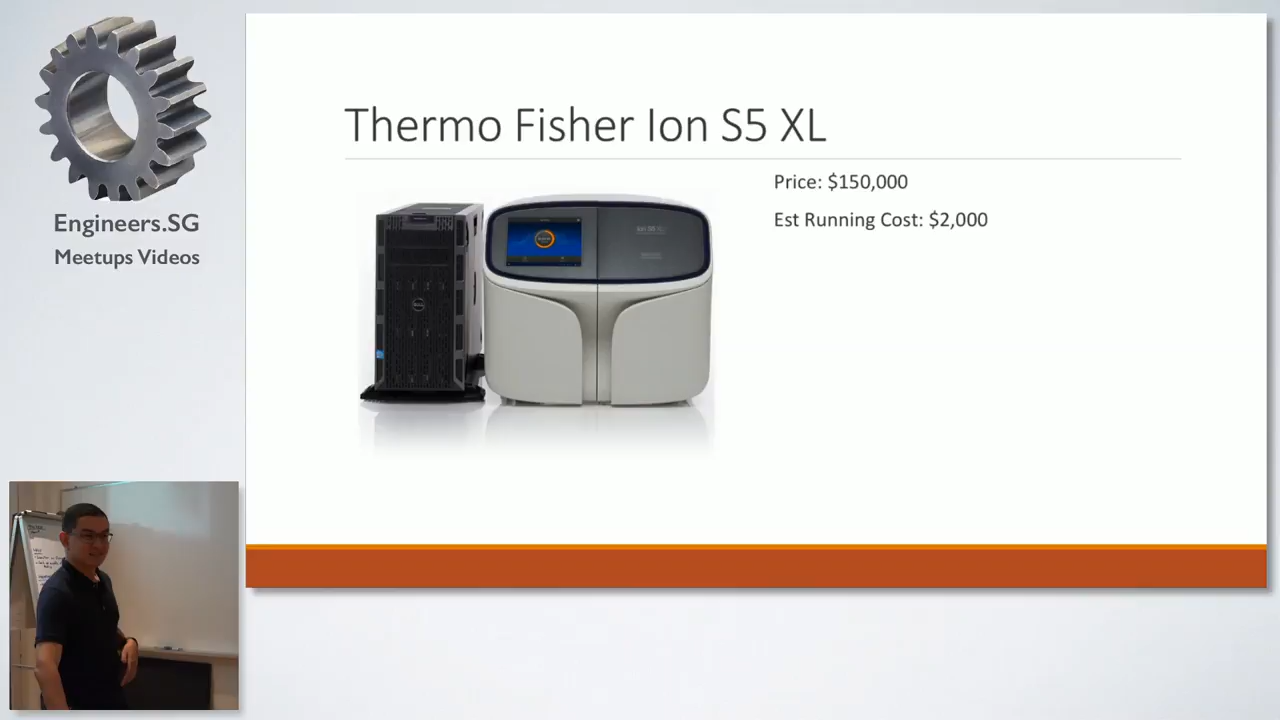 Engineers.SG
Meetups Videos
Thermo Fisher Ion S5 XL
Price: $150,000
Est Running Cost: $2,000